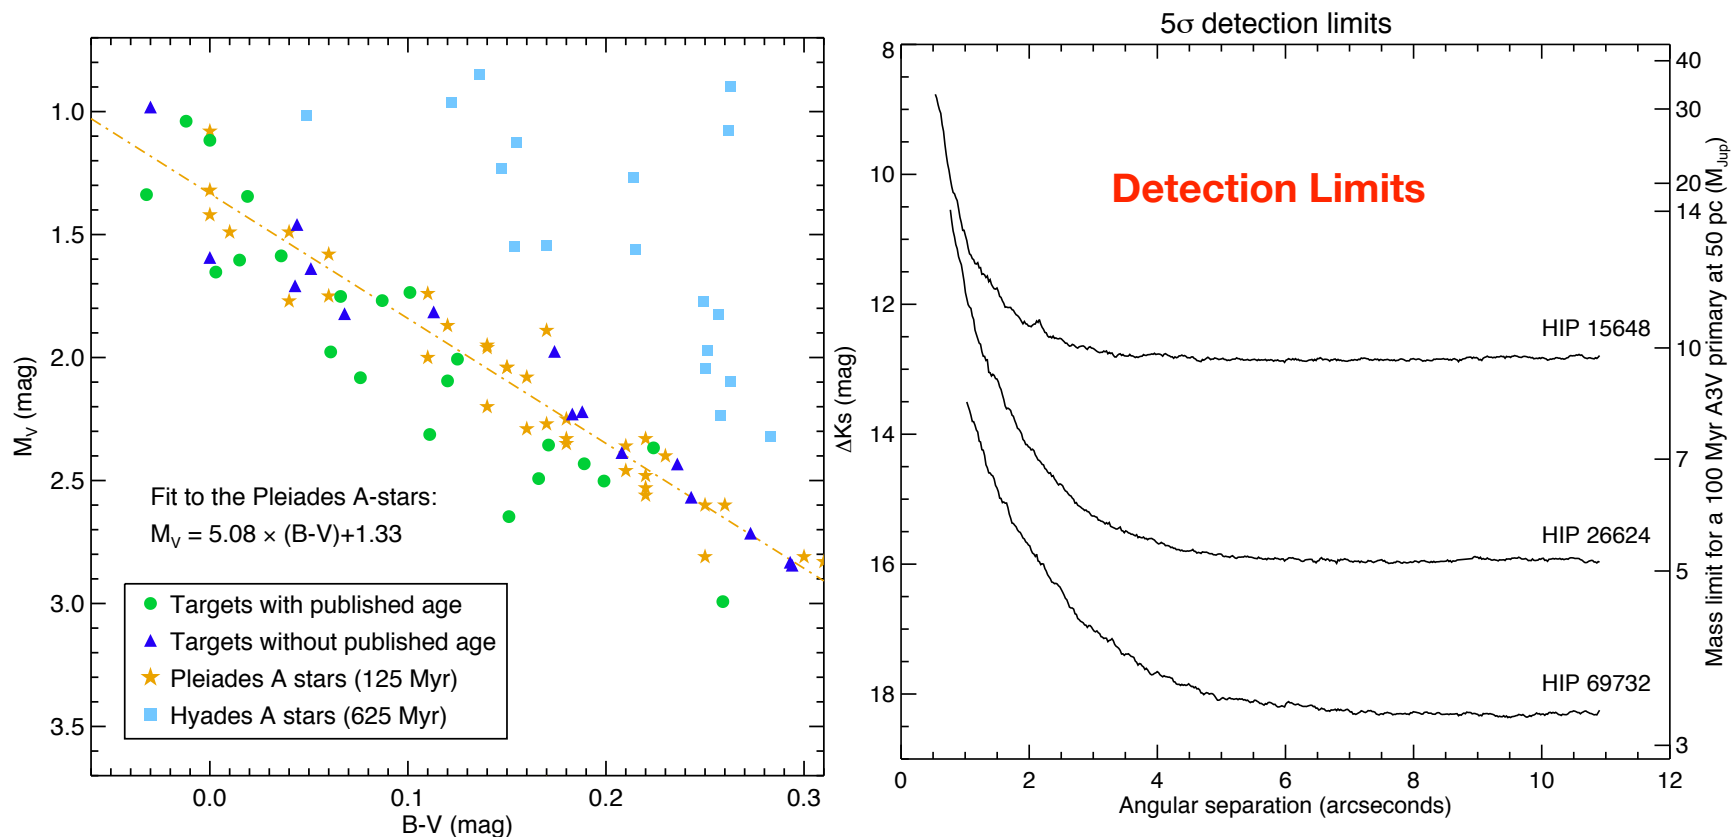 1.0
1.5
2.0
2.5
3.0
3.5
M_V (mag)
0.0
0.1
0.2
0.3
B-V (mag)
Fit to the Pleiades A-stars:
M_V = 5.08 × (B-V)+1.33
Targets with published age
Targets without published age
Pleiades A stars (125 Myr)
Hyades A stars (625 Myr)
5σ detection limits
8
10
12
14
16
18
ΔKs (mag)
Detection Limits
HIP 15648
HIP 26624
HIP 69732
0
2
4
6
8
10
12
Angular separation (arcseconds)
40
30
20
14
10
7
5
3
Mass limit for a 100 Myr A3V primary at 50 pc (M_Jup)